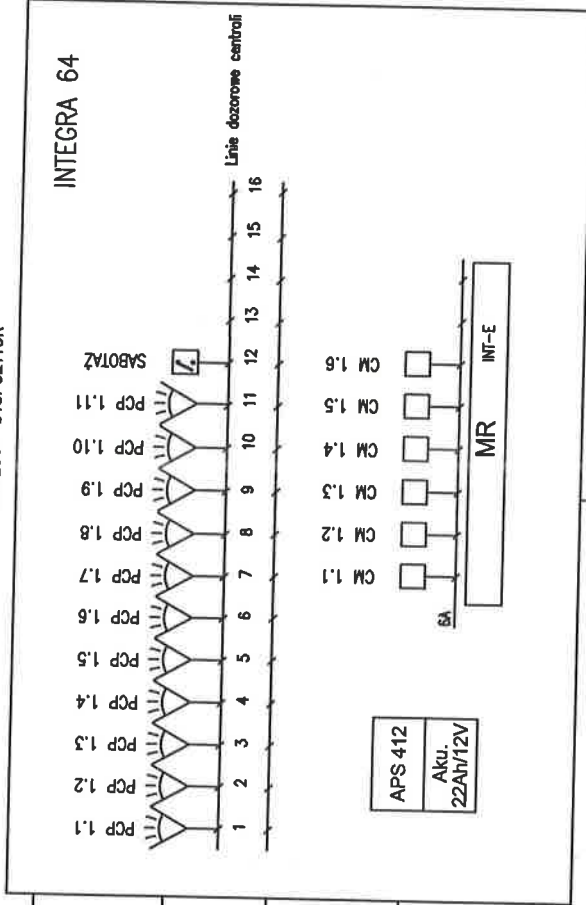 INTEGRA 64
PCP 1.1
PCP 1.2
PCP 1.3
PCP 1.4
PCP 1.5
PCP 1.6
PCP 1.7
PCP 1.8
PCP 1.9
PCP 1.10
PCP 1.11
SABOTAŻ
Linie dozorowe centrali
1 2 3 4 5 6 7 8 9 10 11 12 13 14 15 16
CM 1.1
CM 1.2
CM 1.3
CM 1.4
CM 1.5
CM 1.6
6A
MR INT-E
APS 412
Aku.
22Ah/12V